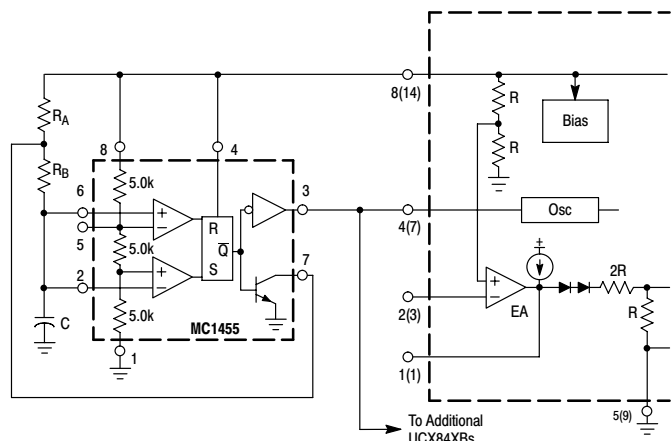 8(14)
R
Bias
R
RA
RB
8
4
5.0k
6
3
R
5
5.0k
Q
7
2
S
5.0k
MC1455
C
1
4(7)
Osc
2R
2(3)
EA
R
1(1)
5(9)
To Additional
UCX84XBs